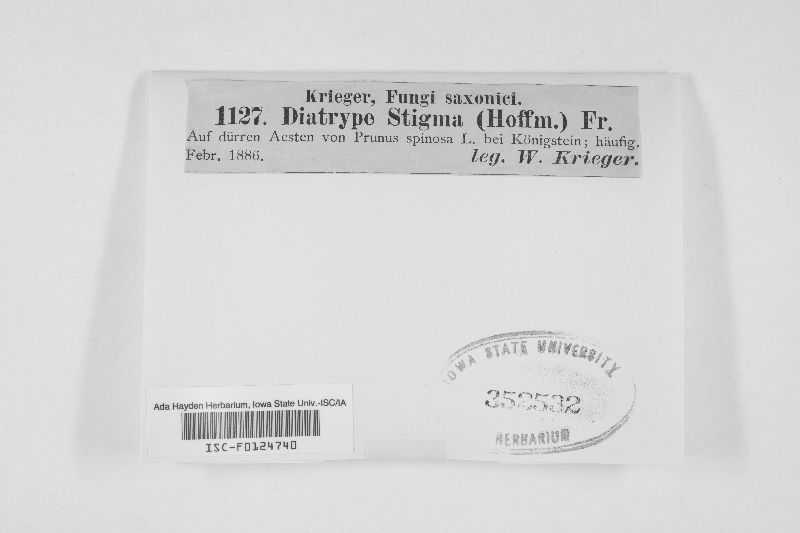 Krieger, Fungi saxonici.
1127. Diatrype Stigma (Hoffm.) Fr.
Auf dürren Aesten von Prunus spinosa L. bei Königstein; häufig.
Febr. 1886. leg. W. Krieger.
IOWA STATE UNIVERSITY
352532
HERBARIUM
Ada Hayden Herbarium, Iowa State Univ.-ISC/IA
ISC-F0124740